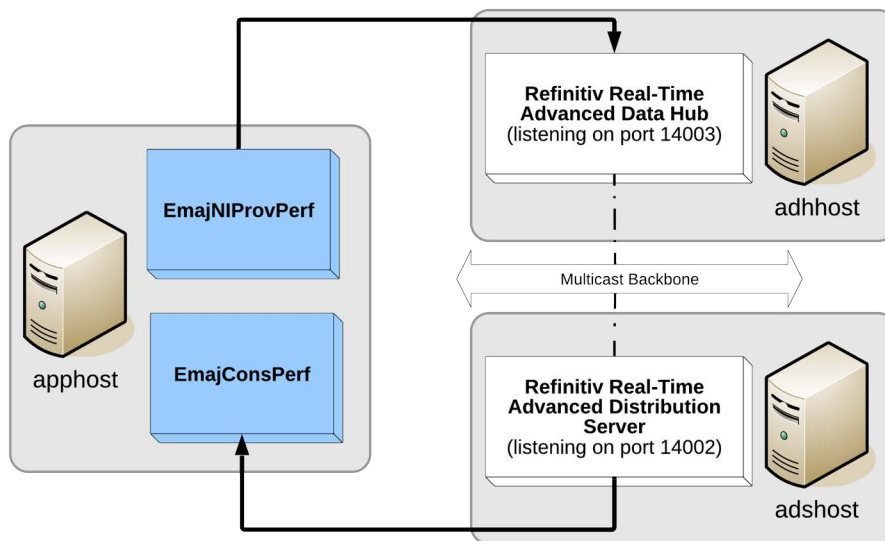 Refinitiv Real-Time
Advanced Data Hub
(listening on port 14003)
adhhost
EmajNIProvPerf
apphost
EmajConsPerf
Multicast Backbone
Refinitiv Real-Time
Advanced Distribution
Server
(listening on port 14002)
adshost